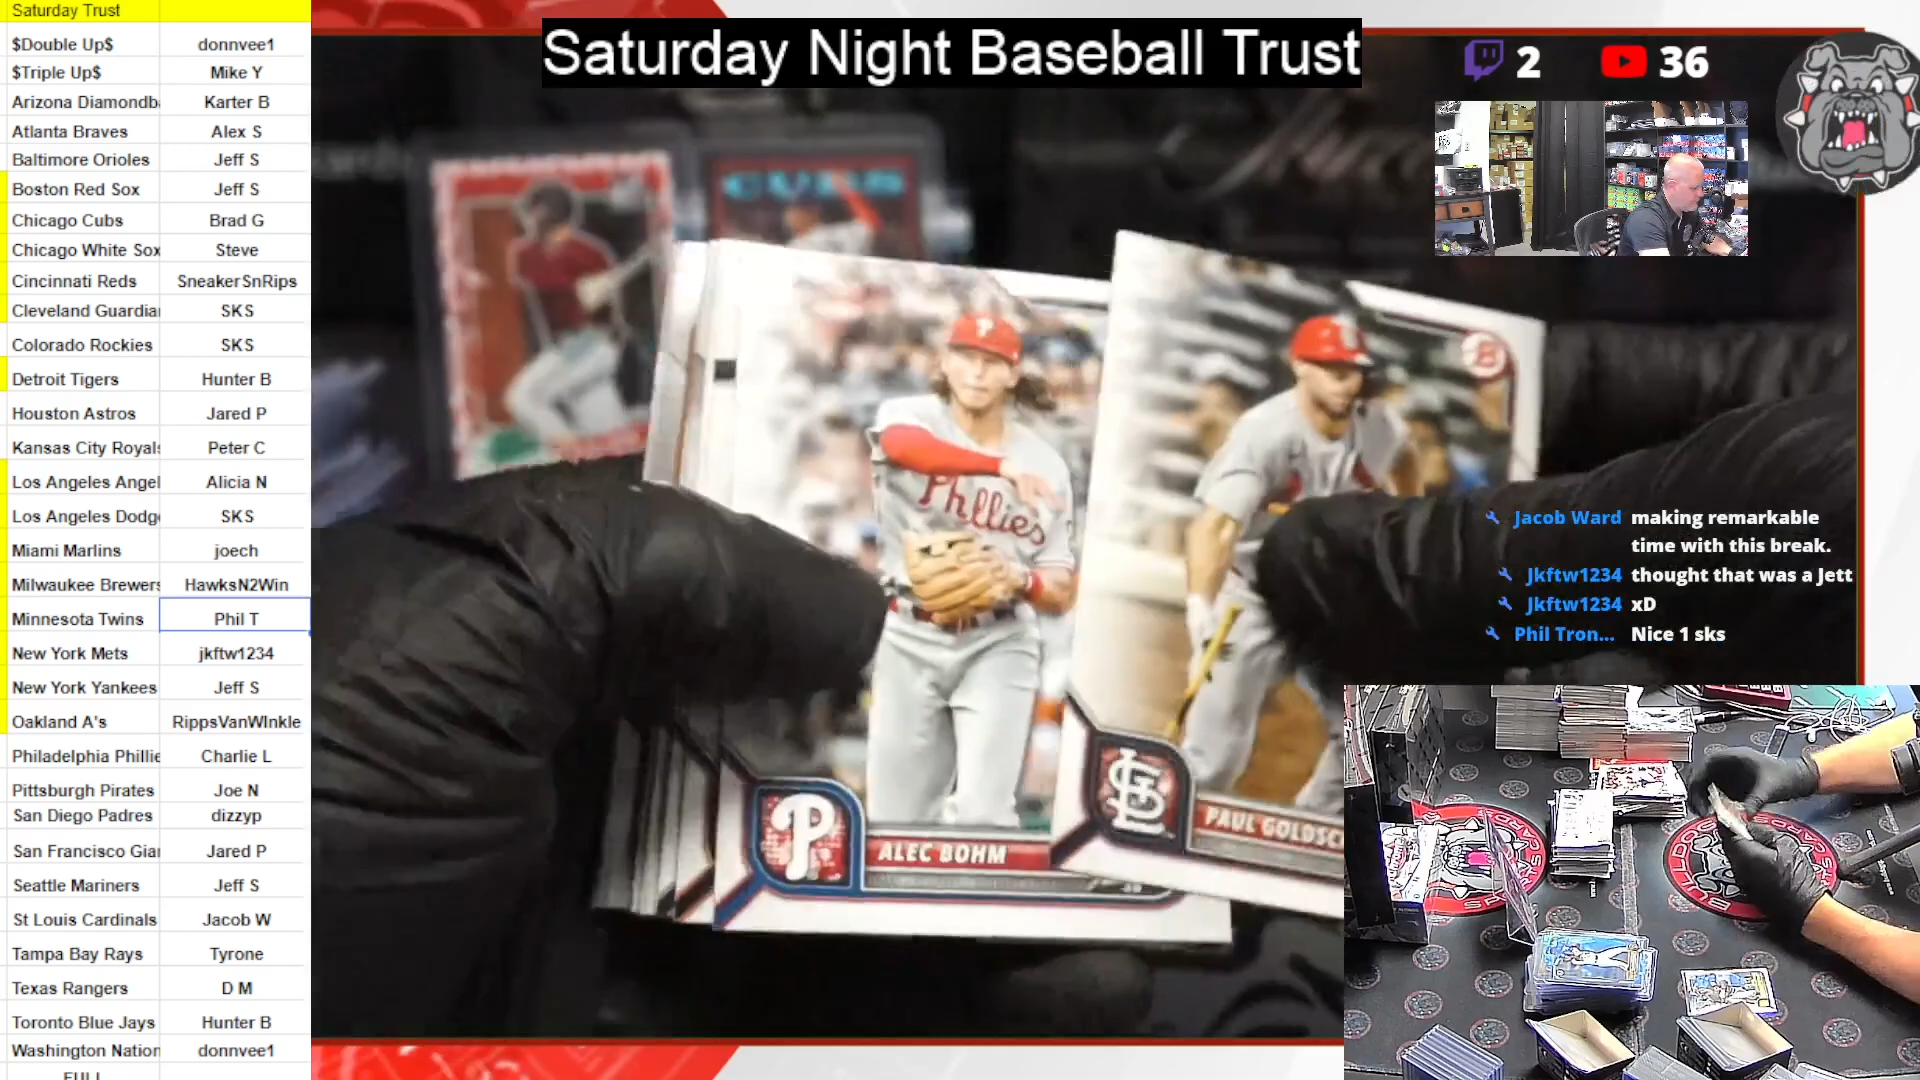 Saturday Trust
$Double Up$ donnvee1
$Triple Up$ Mike Y
Arizona Diamondb Karter B
Atlanta Braves Alex S
Baltimore Orioles Jeff S
Boston Red Sox Jeff S
Chicago Cubs Brad G
Chicago White Sox Steve
Cincinnati Reds SneakerSnRips
Cleveland Guardia SKS
Colorado Rockies SKS
Detroit Tigers Hunter B
Houston Astros Jared P
Kansas City Royals Peter C
Los Angeles Angel Alicia N
Los Angeles Dodg SKS
Miami Marlins joech
Milwaukee Brewers HawksN2Win
Minnesota Twins Phil T
New York Mets jkftw1234
New York Yankees Jeff S
Oakland A's RippsVanWInkle
Philadelphia Phillie Charlie L
Pittsburgh Pirates Joe N
San Diego Padres dizzyp
San Francisco Gia Jared P
Seattle Mariners Jeff S
St Louis Cardinals Jacob W
Tampa Bay Rays Tyrone
Texas Rangers D M
Toronto Blue Jays Hunter B
Washington Nation donnvee1
FULL
Saturday Night Baseball Trust
2 36
CUBS
P
Phillies
P
ALEC BOHM
STL
PAUL GOLDSC
Jacob Ward making remarkable
time with this break.
Jkftw1234 thought that was a Jett
Jkftw1234 xD
Phil Tron... Nice 1 sks